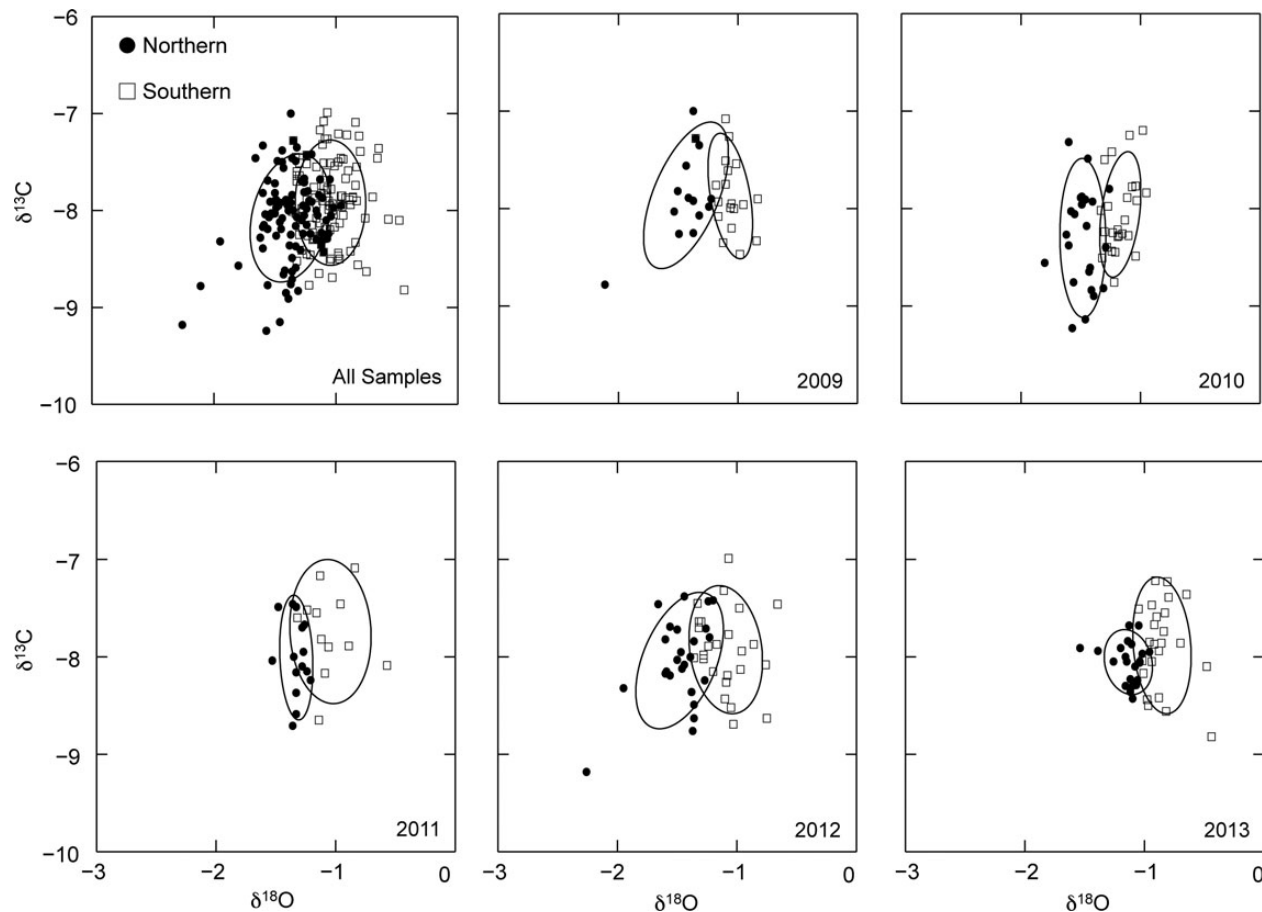 −6
Northern
Southern
−7
δ¹³C
−8
−9
All Samples
2009
2010
−10
−6
−7
δ¹³C
−8
−9
2011
2012
2013
−10
−3 −2 −1 0 −3 −2 −1 0 −3 −2 −1 0
δ¹⁸O δ¹⁸O δ¹⁸O